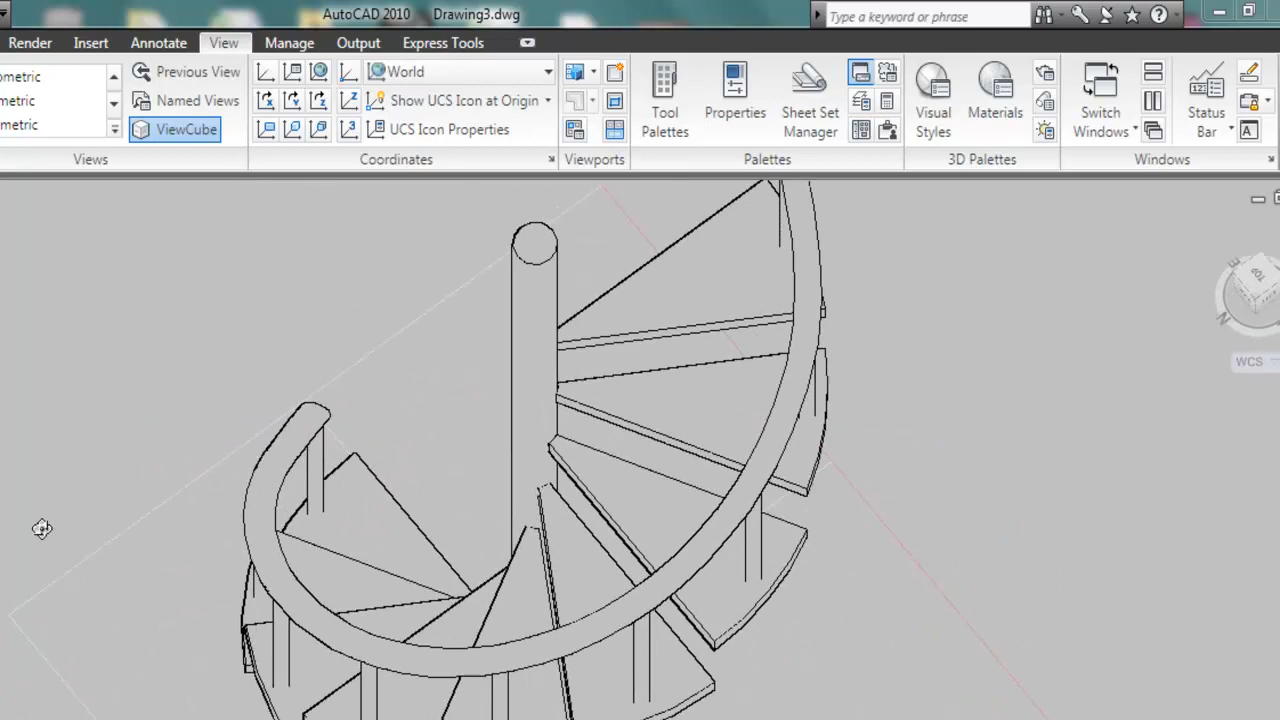 AutoCAD 2010 Drawing3.dwg
Type a keyword or phrase
Render Insert Annotate View Manage Output Express Tools
ometric
metric
metric
Previous View
Named Views
ViewCube
Views
World
Show UCS Icon at Origin
UCS Icon Properties
Coordinates
Viewports
Tool Palettes
Properties
Sheet Set Manager
Palettes
Visual Styles
Materials
3D Palettes
Switch Windows
Status Bar
Windows
TOP
N
WCS